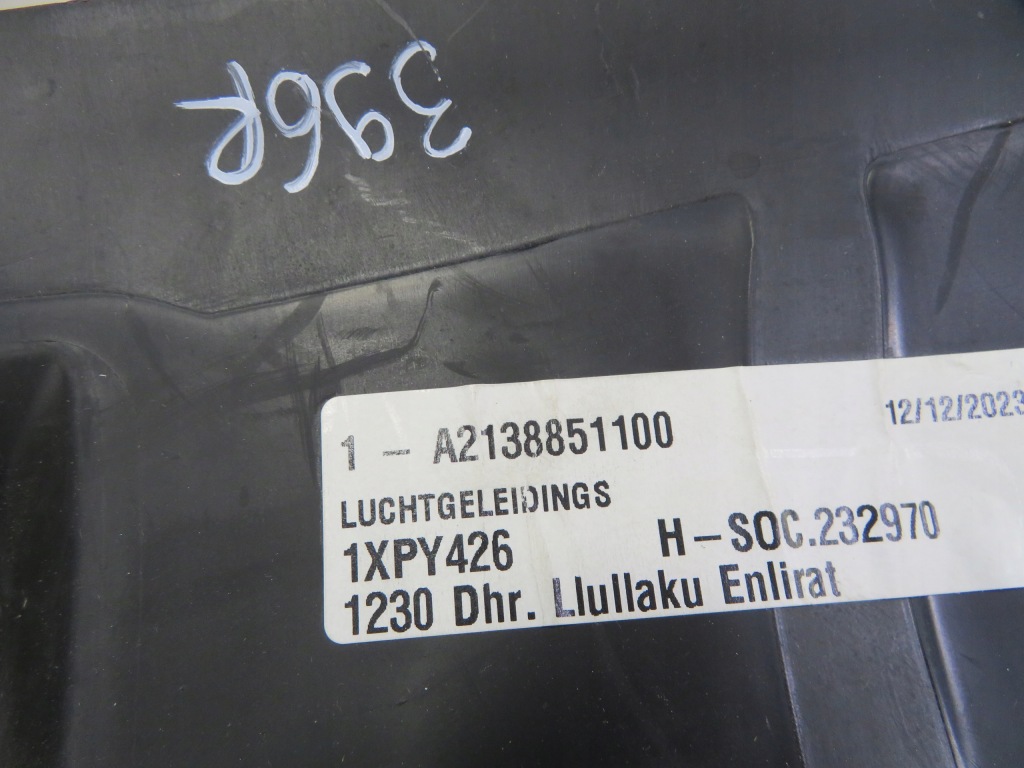 396R
1 - A2138851100
12/12/2023
LUCHTGELEIDINGS
1XPY426
H-SOC.232970
1230 Dhr. Llullaku Enlirat